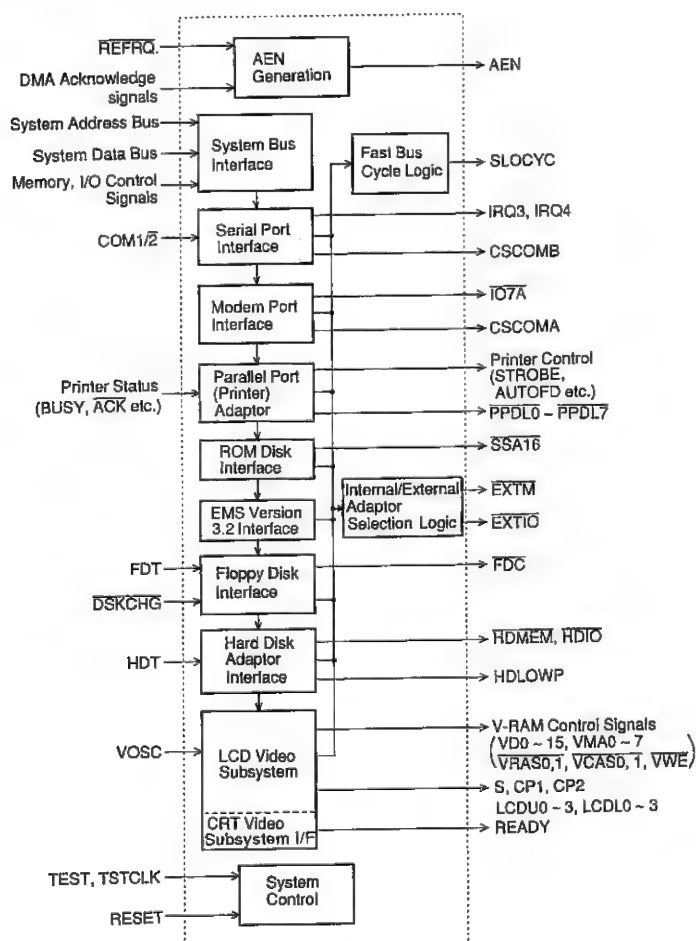 REFRQ.
DMA Acknowledge
signals
AEN
Generation
AEN
System Address Bus
System Data Bus
Memory, I/O Control
Signals
System Bus
Interface
Fast Bus
Cycle Logic
SLOCYC
COM1/2
Serial Port
Interface
IRQ3, IRQ4
CSCOMB
Modem Port
Interface
IO7A
CSCOMA
Printer Status
(BUSY, ACK etc.)
Parallel Port
(Printer)
Adaptor
Printer Control
(STROBE,
AUTOFD etc.)
PPDL0 – PPDL7
ROM Disk
Interface
SSA16
EMS Version
3.2 Interface
Internal/External
Adaptor
Selection Logic
EXTM
EXTIO
FDT
DSKCHG
Floppy Disk
Interface
FDC
HDT
Hard Disk
Adaptor
Interface
HDMEM, HDIO
HDLOWP
VOSC
LCD Video
Subsystem
V-RAM Control Signals
(VD0 ~ 15, VMA0 ~ 7
VRAS0,1, VCAS0, 1, VWE)
S, CP1, CP2
LCDU0 ~ 3, LCDL0 ~ 3
CRT Video
Subsystem I/F
READY
TEST, TSTCLK
RESET
System
Control